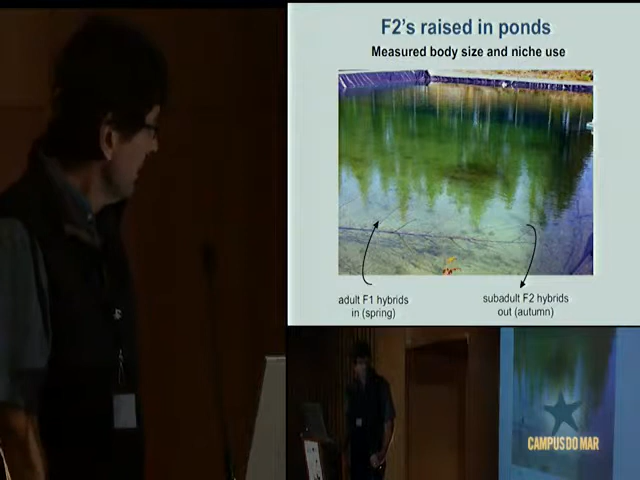 F2's raised in ponds
Measured body size and niche use
adult F1 hybrids
in (spring)
subadult F2 hybrids
out (autumn)
CAMPUS DO MAR